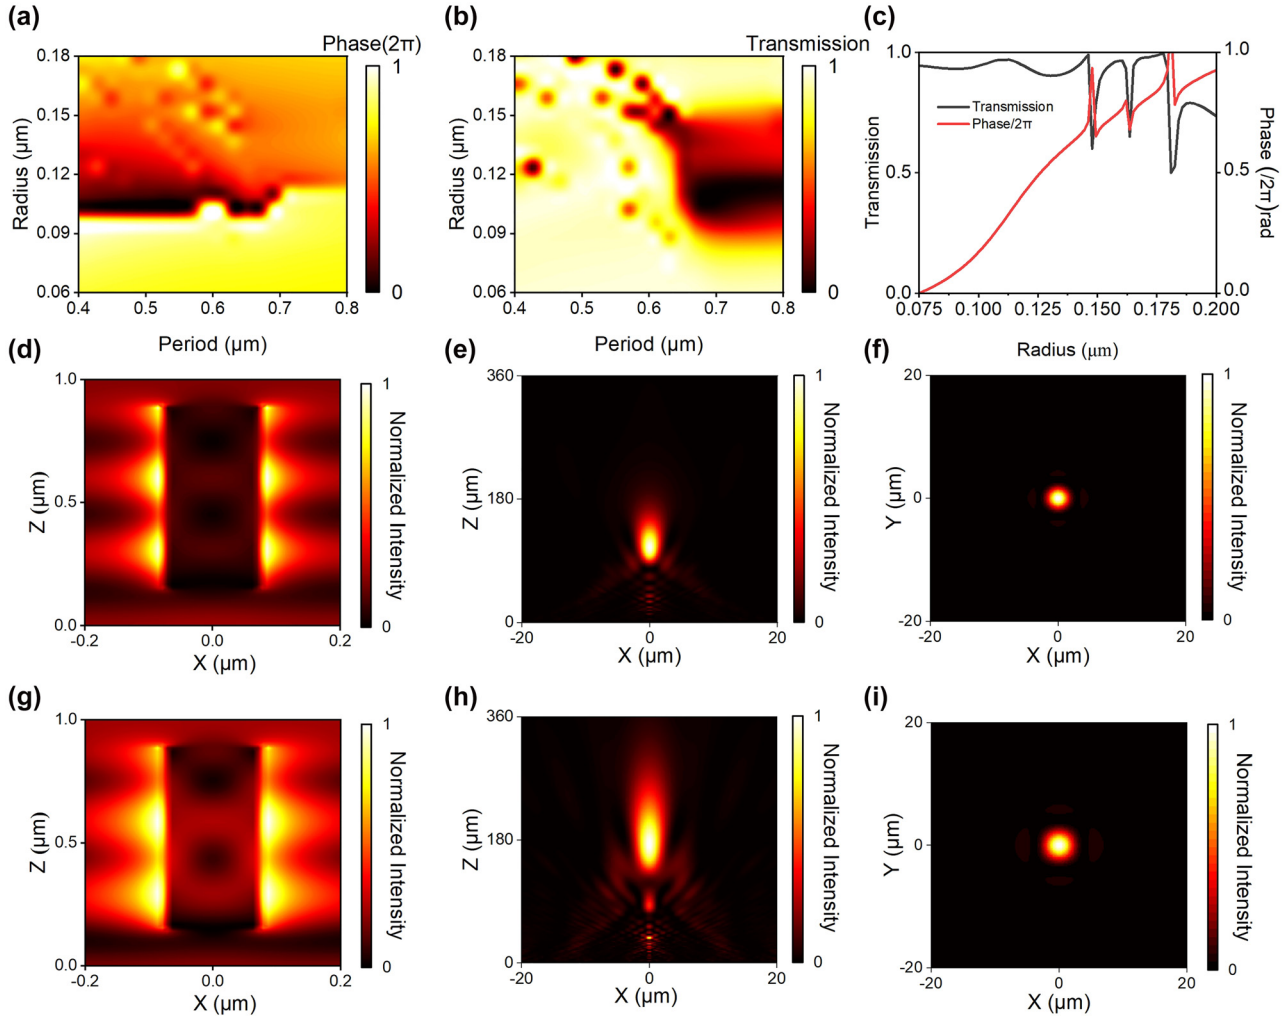 (a)
Phase(2π)
0.18
0.15
0.12
0.09
0.06
Radius (µm)
0.4 0.5 0.6 0.7 0.8
Period (µm)
1
0
(b)
Transmission
0.18
0.15
0.12
0.09
0.06
Radius (µm)
0.4 0.5 0.6 0.7 0.8
Period (µm)
1
0
(c)
1.0
0.5
0.0
Transmission
Transmission
Phase/2π
1.0
0.5
0.0
Phase (/2π)rad
0.075 0.100 0.125 0.150 0.175 0.200
Radius (µm)
(d)
1.0
0.5
0.0
Z (µm)
-0.2 0.0 0.2
X (µm)
1
0
Normalized Intensity
(e)
360
180
0
Z (µm)
-20 0 20
X (µm)
1
0
Normalized Intensity
(f)
20
0
-20
Y (µm)
-20 0 20
X (µm)
1
0
Normalized Intensity
(g)
1.0
0.5
0.0
Z (µm)
-0.2 0.0 0.2
X (µm)
1
0
Normalized Intensity
(h)
360
180
0
Z (µm)
-20 0 20
X (µm)
1
0
Normalized Intensity
(i)
20
0
-20
Y (µm)
-20 0 20
X (µm)
1
0
Normalized Intensity